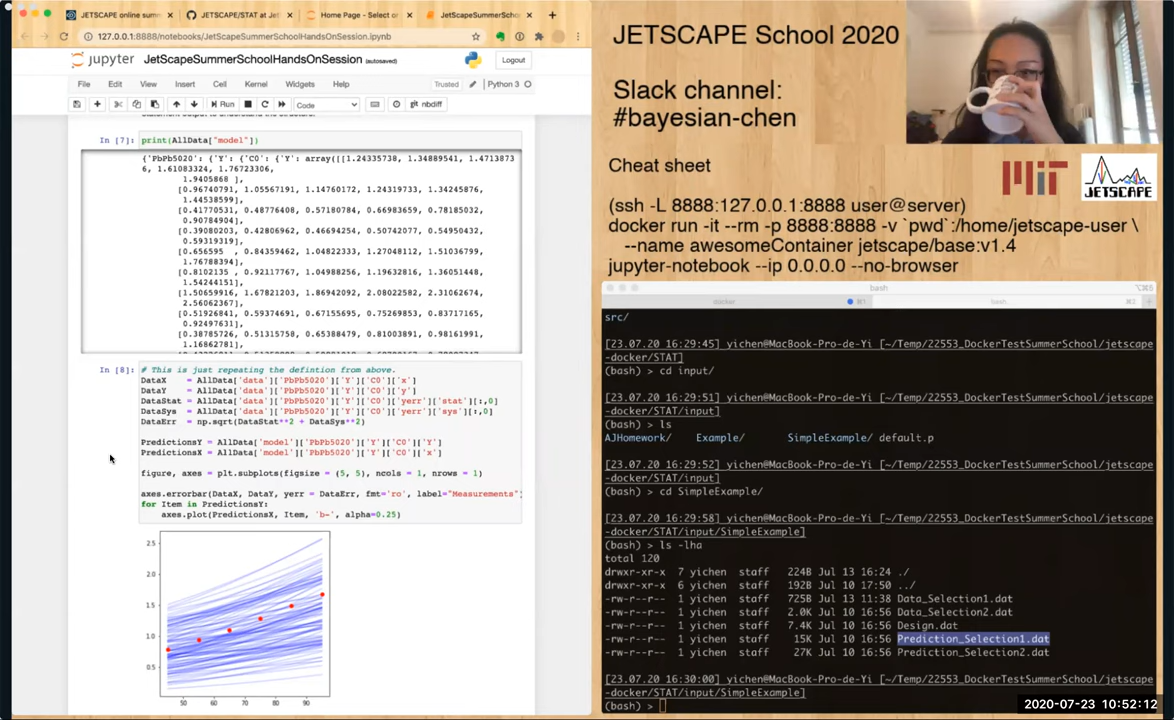 JETSCAPE online summ
JETSCAPE/STAT at Jet
Home Page - Select or
JetScapeSummerScho
127.0.0.1:8888/notebooks/JetScapeSummerSchoolHandsOnSession.ipynb
jupyter JetScapeSummerSchoolHandsOnSession (autosaved)
Logout
File Edit View Insert Cell Kernel Widgets Help
Trusted Python 3
Run Code nbdiff
In [7]: print(AllData["model"])
{'PbPb5020': {'Y': {'C0': {'Y': array([[1.24335738, 1.34889541, 1.4713873
6, 1.61083324, 1.76723306,
1.9405868 ],
[0.96740791, 1.05567191, 1.14760172, 1.24319733, 1.34245876,
1.44538599],
[0.41770531, 0.48776408, 0.57180784, 0.66983659, 0.78185032,
0.90784904],
[0.39080203, 0.42806962, 0.46694254, 0.50742077, 0.54950432,
0.59319319],
[0.656595 , 0.84359462, 1.04822333, 1.27048112, 1.51036799,
1.76788394],
[0.8102135 , 0.92117767, 1.04988256, 1.19632816, 1.36051448,
1.54244151],
[1.50659916, 1.67821203, 1.86942092, 2.08022582, 2.31062674,
2.56062367],
[0.51926841, 0.59374691, 0.67155695, 0.75269853, 0.83717165,
0.92497631],
[0.38785726, 0.51315758, 0.65388479, 0.81003891, 0.98161991,
1.16862781],
In [8]: # This is just repeating the defintion from above.
DataX = AllData['data']['PbPb5020']['Y']['C0']['x']
DataY = AllData['data']['PbPb5020']['Y']['C0']['y']
DataStat = AllData['data']['PbPb5020']['Y']['C0']['yerr']['stat'][:,0]
DataSys = AllData['data']['PbPb5020']['Y']['C0']['yerr']['sys'][:,0]
DataErr = np.sqrt(DataStat**2 + DataSys**2)
PredictionsY = AllData['model']['PbPb5020']['Y']['C0']['Y']
PredictionsX = AllData['model']['PbPb5020']['Y']['C0']['x']
figure, axes = plt.subplots(figsize = (5, 5), ncols = 1, nrows = 1)
axes.errorbar(DataX, DataY, yerr = DataErr, fmt='ro', label="Measurements"
for Item in PredictionsY:
axes.plot(PredictionsX, Item, 'b-', alpha=0.25)
2.5
2.0
1.5
1.0
0.5
50 60 70 80 90
JETSCAPE School 2020
Slack channel:
#bayesian-chen
Cheat sheet
MIT
JETSCAPE
(ssh -L 8888:127.0.0.1:8888 user@server)
docker run -it --rm -p 8888:8888 -v `pwd`:/home/jetscape-user \
--name awesomeContainer jetscape/base:v1.4
jupyter-notebook --ip 0.0.0.0 --no-browser
bash
docker ⌘1 bash ⌘2
src/
[23.07.20 16:29:45] yichen@MacBook-Pro-de-Yi [~/Temp/22553_DockerTestSummerSchool/jetscape
-docker/STAT]
(bash) > cd input/
[23.07.20 16:29:51] yichen@MacBook-Pro-de-Yi [~/Temp/22553_DockerTestSummerSchool/jetscape
-docker/STAT/input]
(bash) > ls
AJHomework/ Example/ SimpleExample/ default.p
[23.07.20 16:29:52] yichen@MacBook-Pro-de-Yi [~/Temp/22553_DockerTestSummerSchool/jetscape
-docker/STAT/input]
(bash) > cd SimpleExample/
[23.07.20 16:29:58] yichen@MacBook-Pro-de-Yi [~/Temp/22553_DockerTestSummerSchool/jetscape
-docker/STAT/input/SimpleExample]
(bash) > ls -lha
total 120
drwxr-xr-x 7 yichen staff 224B Jul 13 16:24 ./
drwxr-xr-x 6 yichen staff 192B Jul 10 17:50 ../
-rw-r--r-- 1 yichen staff 725B Jul 13 11:38 Data_Selection1.dat
-rw-r--r-- 1 yichen staff 2.0K Jul 10 16:56 Data_Selection2.dat
-rw-r--r-- 1 yichen staff 7.4K Jul 10 16:56 Design.dat
-rw-r--r-- 1 yichen staff 15K Jul 10 16:56 Prediction_Selection1.dat
-rw-r--r-- 1 yichen staff 27K Jul 10 16:56 Prediction_Selection2.dat
[23.07.20 16:30:00] yichen@MacBook-Pro-de-Yi [~/Temp/22553_DockerTestSummerSchool/jetscape
-docker/STAT/input/SimpleExample]
(bash) >
2020-07-23 10:52:12